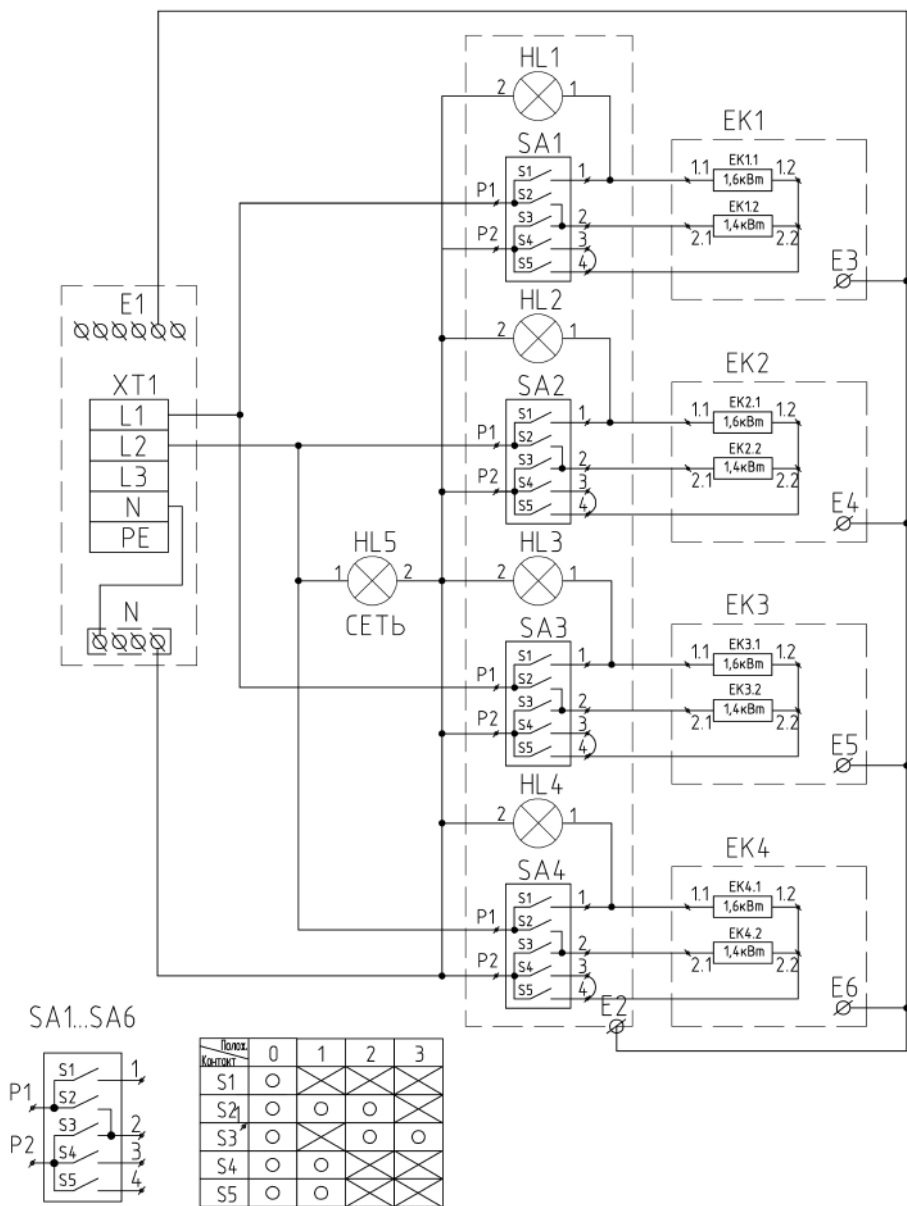 HL1
2 1
SA1
EK1
S1 1
1.1 EK1.1 1.2
1,6кВт
P1
S2
S3 2
EK1.2
1,4кВт
2.1 2.2
P2
S4 3
S5 4
E3
E1
HL2
2 1
XT1
L1
L2
L3
N
PE
SA2
EK2
S1 1
1.1 EK2.1 1.2
1,6кВт
P1
S2
S3 2
EK2.2
1,4кВт
2.1 2.2
P2
S4 3
S5 4
E4
HL5
1 2
СЕТЬ
HL3
2 1
N
SA3
EK3
S1 1
1.1 EK3.1 1.2
1,6кВт
P1
S2
S3 2
EK3.2
1,4кВт
2.1 2.2
P2
S4 3
S5 4
E5
HL4
2 1
SA4
EK4
S1 1
1.1 EK4.1 1.2
1,6кВт
P1
S2
S3 2
EK4.2
1,4кВт
2.1 2.2
P2
S4 3
S5 4
E6
E2
SA1...SA6
S1 1
P1
S2
S3 2
P2
S4 3
S5 4
Полож.
Контакт
0 1 2 3
S1
S2
1
S3
S4
S5